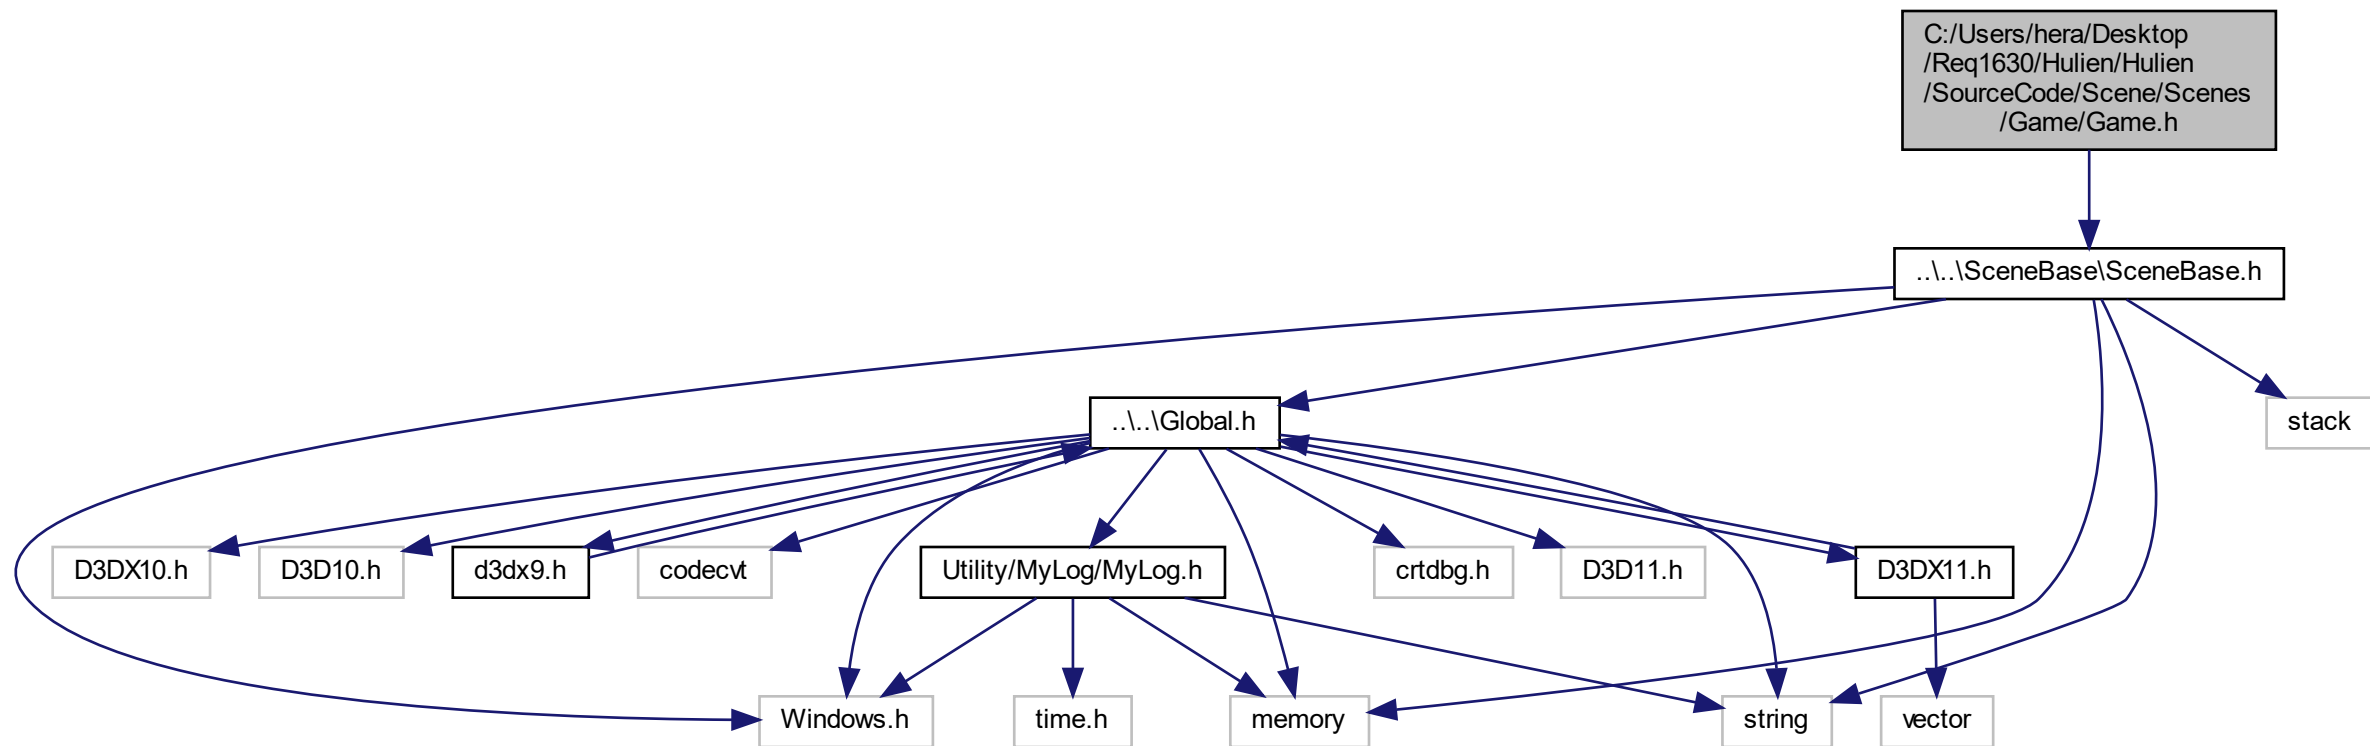 C:/Users/hera/Desktop
/Req1630/Hulien/Hulien
/SourceCode/Scene/Scenes
/Game/Game.h
..\..\SceneBase\SceneBase.h
..\..\Global.h
stack
D3DX10.h
D3D10.h
d3dx9.h
codecvt
Utility/MyLog/MyLog.h
crtdbg.h
D3D11.h
D3DX11.h
Windows.h
time.h
memory
string
vector